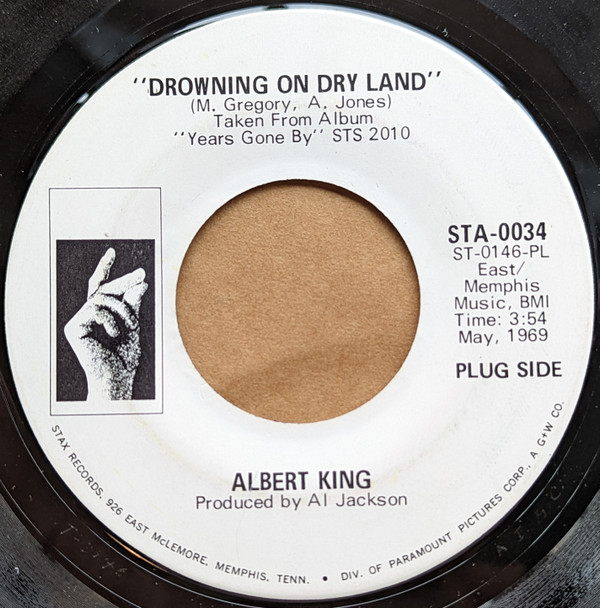 "DROWNING ON DRY LAND"
(M. Gregory, A. Jones)
Taken From Album
"Years Gone By" STS 2010
STA-0034
ST-0146-PL
East/
Memphis
Music, BMI
Time: 3:54
May, 1969
PLUG SIDE
ALBERT KING
Produced by Al Jackson
STAX RECORDS, 926 EAST McLEMORE, MEMPHIS, TENN. • DIV. OF PARAMOUNT PICTURES CORP., A G+W CO.